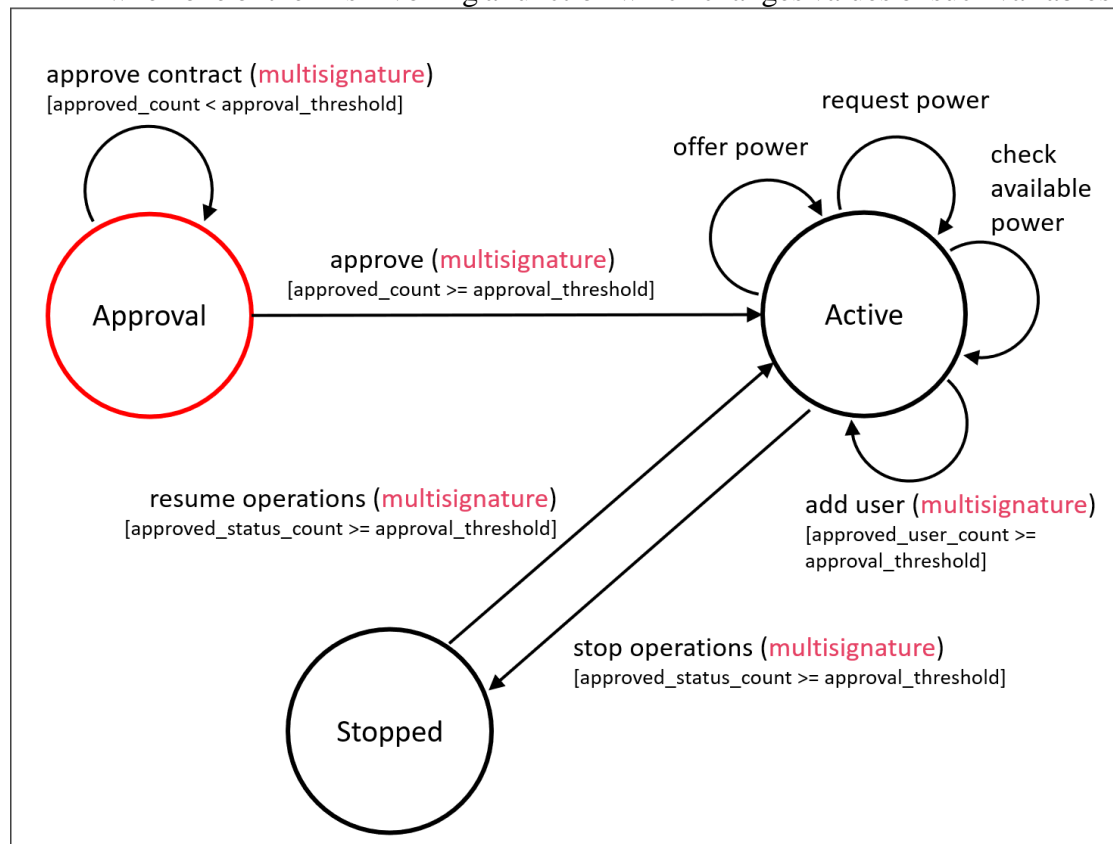 approve contract (multisignature)
[approved_count < approval_threshold]
request power
offer power
check
available
power
approve (multisignature)
[approved_count >= approval_threshold]
Approval
Active
resume operations (multisignature)
[approved_status_count >= approval_threshold]
add user (multisignature)
[approved_user_count >=
approval_threshold]
stop operations (multisignature)
[approved_status_count >= approval_threshold]
Stopped